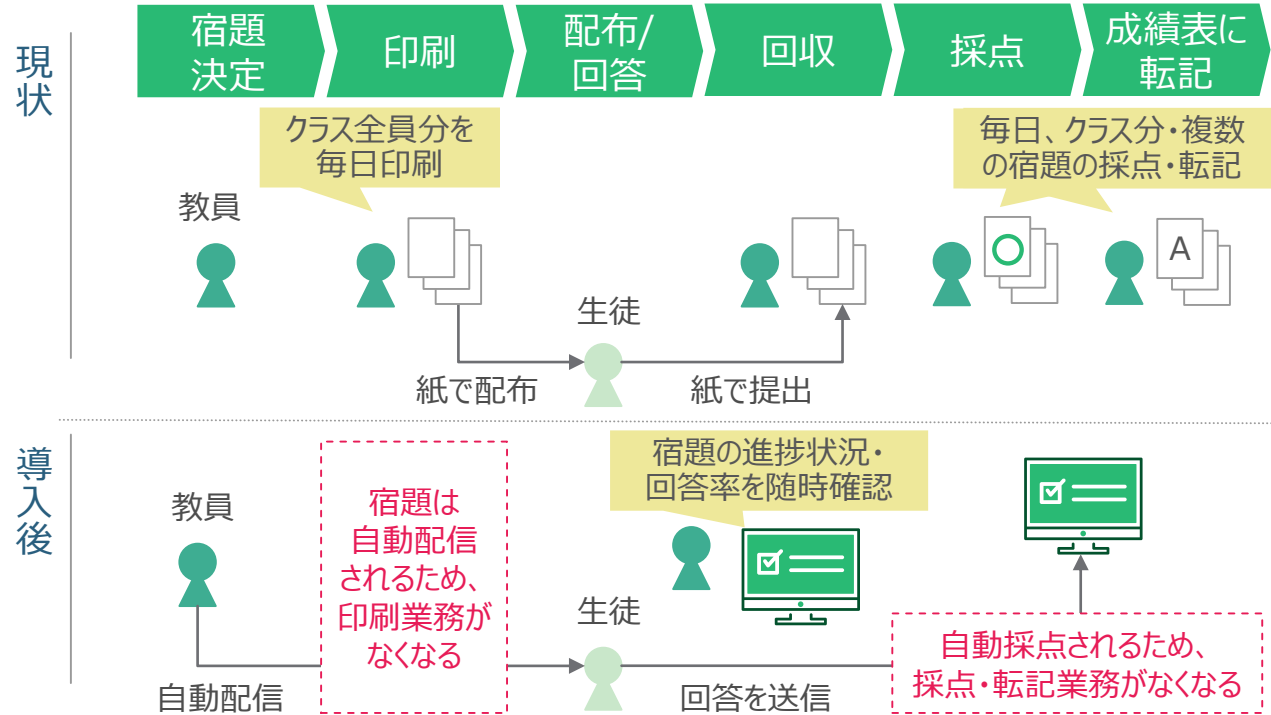 現状
宿題
決定
印刷
配布/
回答
回収
採点
成績表に
転記
クラス全員分を
毎日印刷
毎日、クラス分・複数
の宿題の採点・転記
教員
A
生徒
紙で配布
紙で提出
導入後
教員
宿題は
自動配信
されるため、
印刷業務が
なくなる
宿題の進捗状況・
回答率を随時確認
生徒
自動採点されるため、
採点・転記業務がなくなる
自動配信
回答を送信